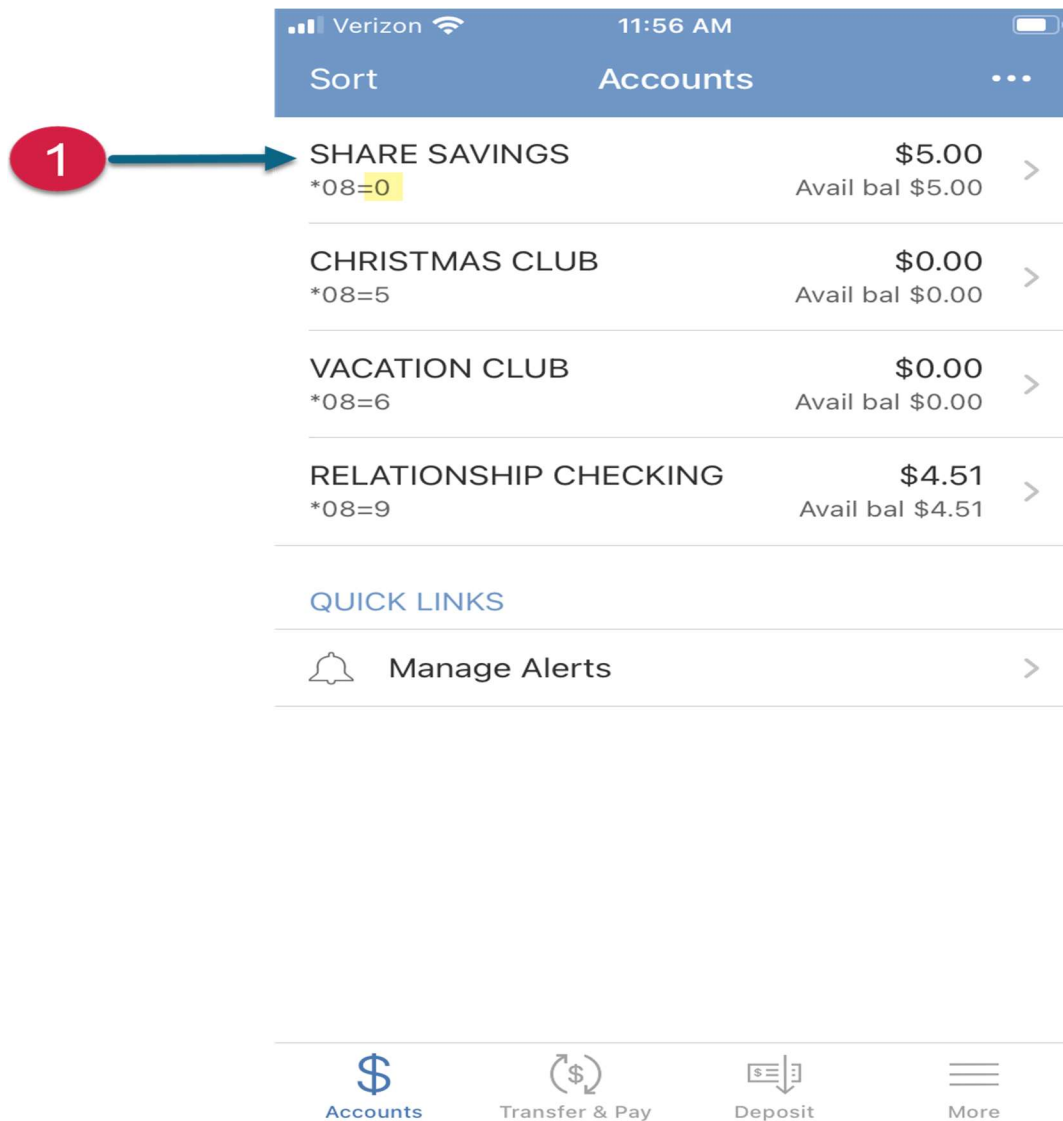 Verizon 11:56 AM
Sort Accounts ...
1
SHARE SAVINGS $5.00
*08=0 Avail bal $5.00
CHRISTMAS CLUB $0.00
*08=5 Avail bal $0.00
VACATION CLUB $0.00
*08=6 Avail bal $0.00
RELATIONSHIP CHECKING $4.51
*08=9 Avail bal $4.51
QUICK LINKS
Manage Alerts
Accounts Transfer & Pay Deposit More